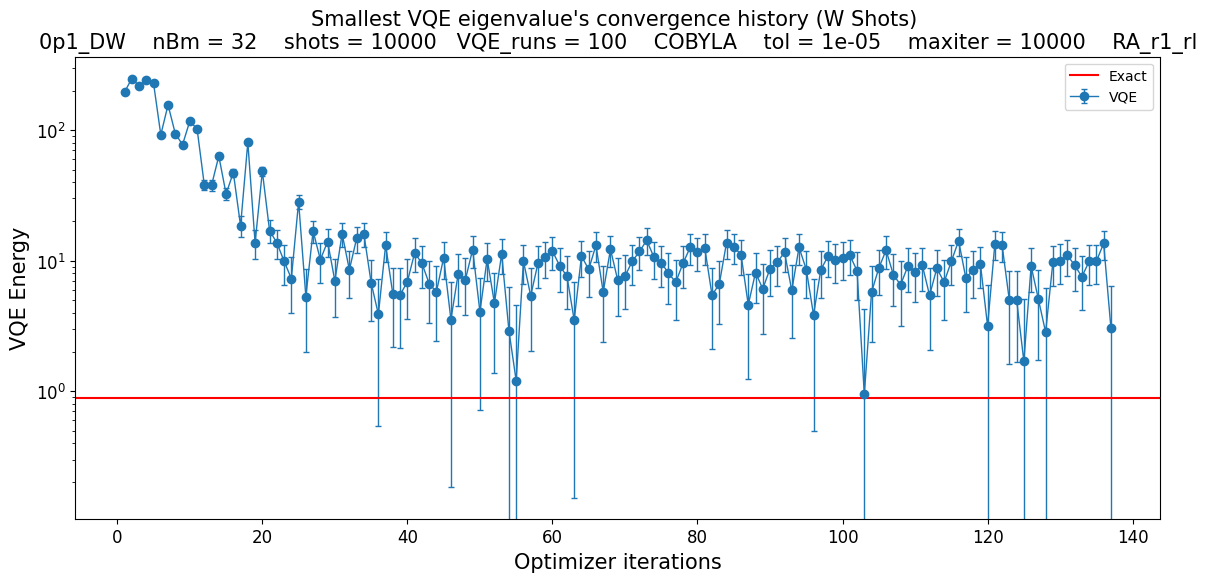 Smallest VQE eigenvalue's convergence history (W Shots)
0p1_DW    nBm = 32    shots = 10000   VQE_runs = 100    COBYLA    tol = 1e-05    maxiter = 10000    RA_r1_rl
Exact
VQE
10²
10¹
10⁰
VQE Energy
0 20 40 60 80 100 120 140
Optimizer iterations